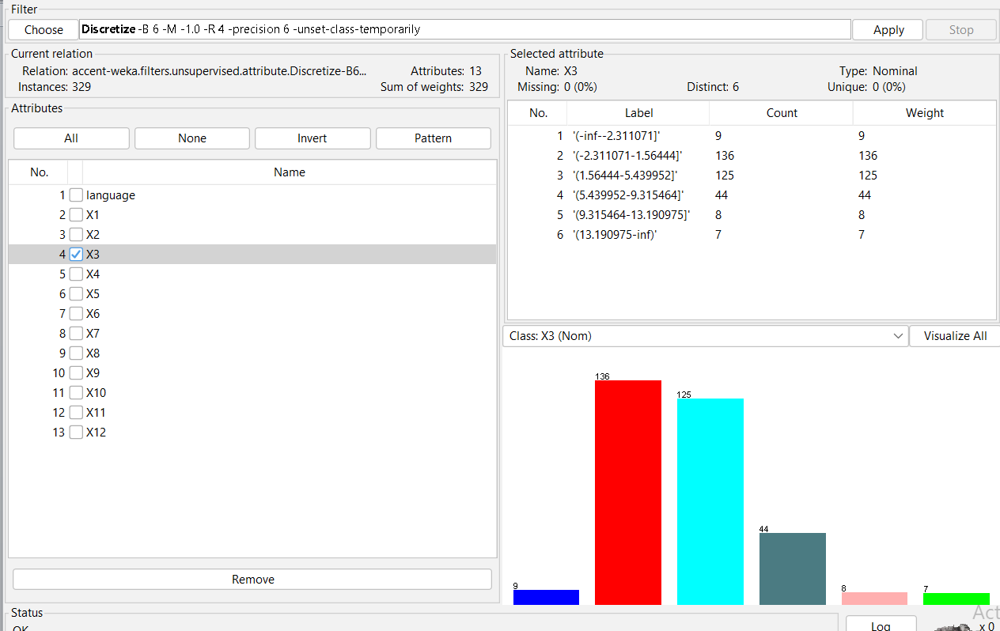 Filter
Choose Discretize -B 6 -M -1.0 -R 4 -precision 6 -unset-class-temporarily Apply Stop
Current relation
Relation: accent-weka.filters.unsupervised.attribute.Discretize-B6... Attributes: 13
Instances: 329 Sum of weights: 329
Attributes
All None Invert Pattern
No. Name
1 language
2 X1
3 X2
4 X3
5 X4
6 X5
7 X6
8 X7
9 X8
10 X9
11 X10
12 X11
13 X12
Remove
Status
OK
Selected attribute
Name: X3 Type: Nominal
Missing: 0 (0%) Distinct: 6 Unique: 0 (0%)
No. Label Count Weight
1 '(-inf--2.311071]' 9 9
2 '(-2.311071-1.56444]' 136 136
3 '(1.56444-5.439952]' 125 125
4 '(5.439952-9.315464]' 44 44
5 '(9.315464-13.190975]' 8 8
6 '(13.190975-inf)' 7 7
Class: X3 (Nom) Visualize All
136
125
44
9
8
7
Act
Log x 0